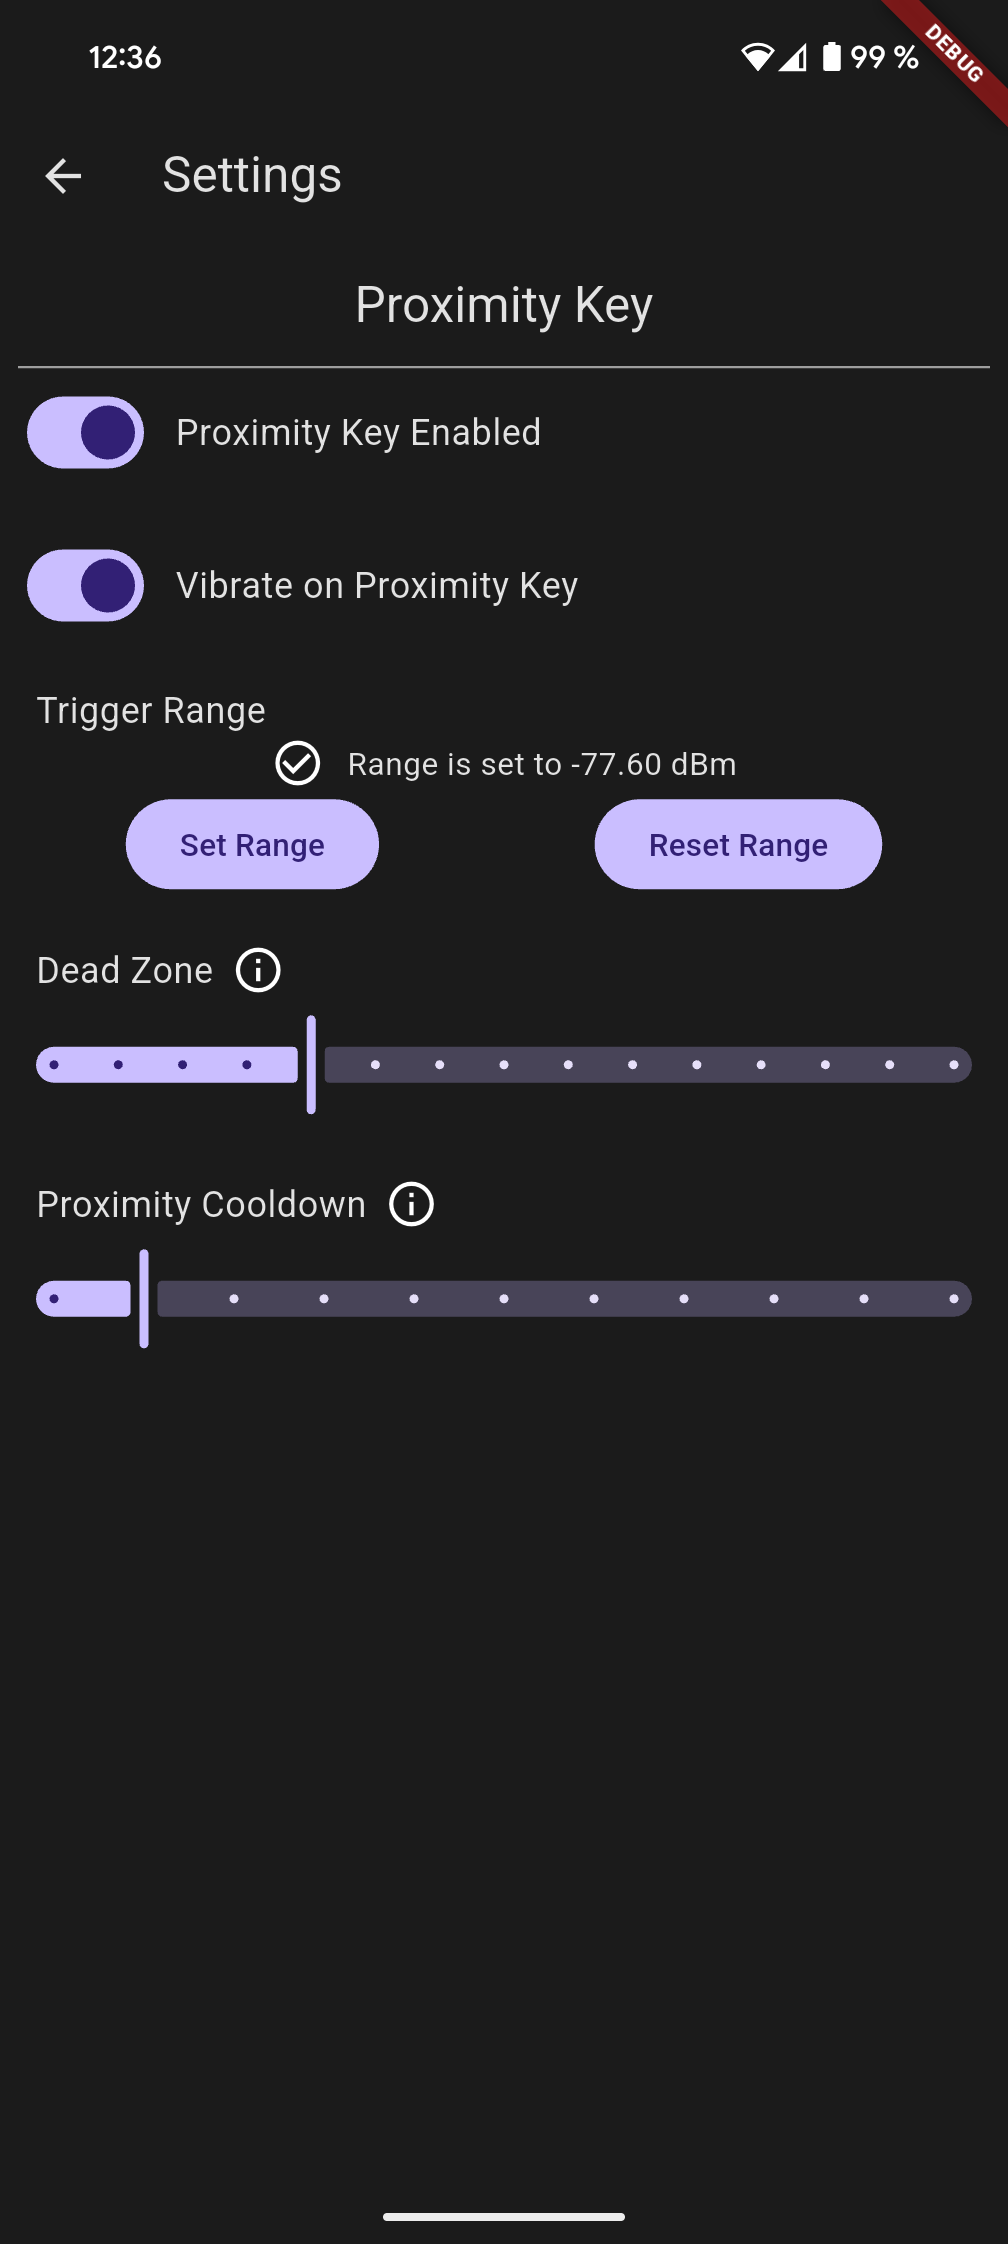 12:36
99 %
DEBUG
Settings
Proximity Key
Proximity Key Enabled
Vibrate on Proximity Key
Trigger Range
Range is set to -77.60 dBm
Set Range
Reset Range
Dead Zone
Proximity Cooldown